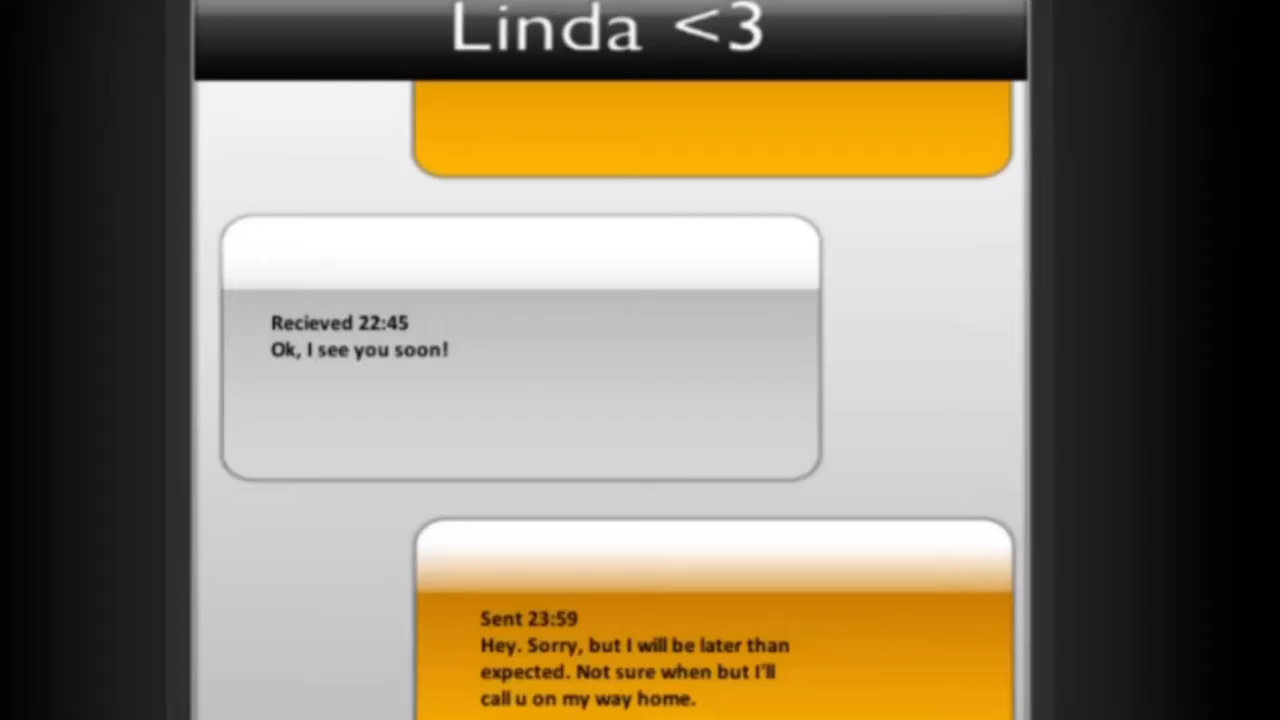 Linda <3
Recieved 22:45
Ok, I see you soon!
Sent 23:59
Hey. Sorry, but I will be later than
expected. Not sure when but I'll
call u on my way home.